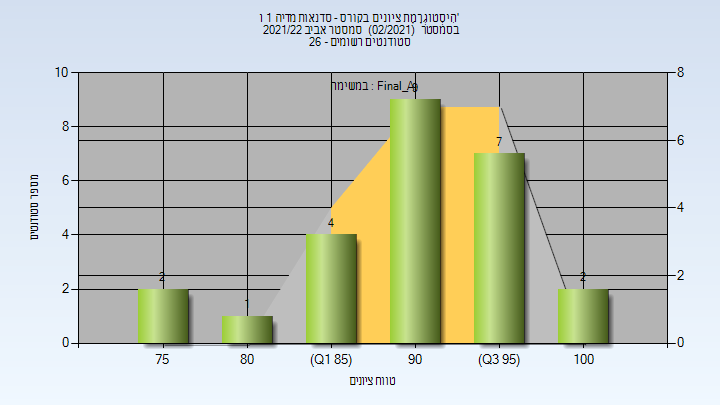 היסטוגרמת ציונים בקורס - סדנאות מדיה 1 ו'
בסמסטר (02/2021) סמסטר אביב 2021/22
סטודנטים רשומים - 26
במשימה : Final_A
10
8
6
4
2
0
8
6
4
2
0
מספר סטודנטים
2
1
4
9
7
2
75
80
(Q1 85)
90
(Q3 95)
100
טווח ציונים